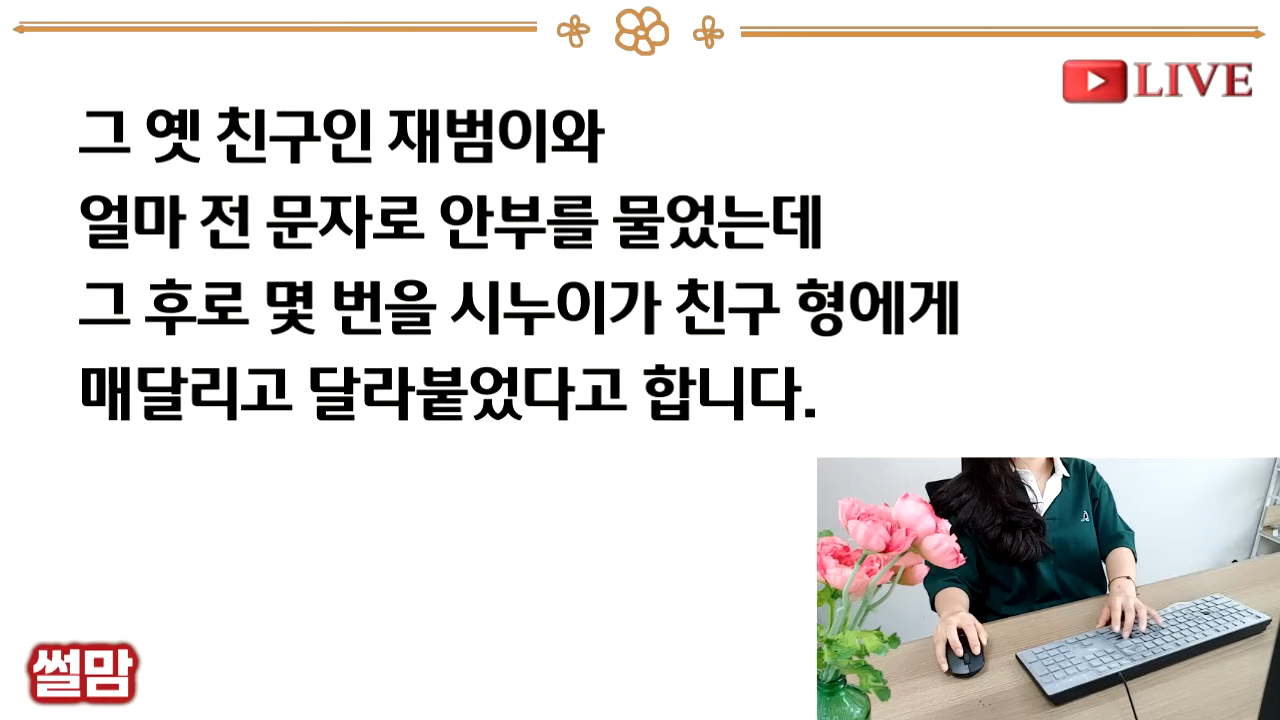 LIVE
그 옛 친구인 재범이와
얼마 전 문자로 안부를 물었는데
그 후로 몇 번을 시누이가 친구 형에게
매달리고 달라붙었다고 합니다.
썰맘